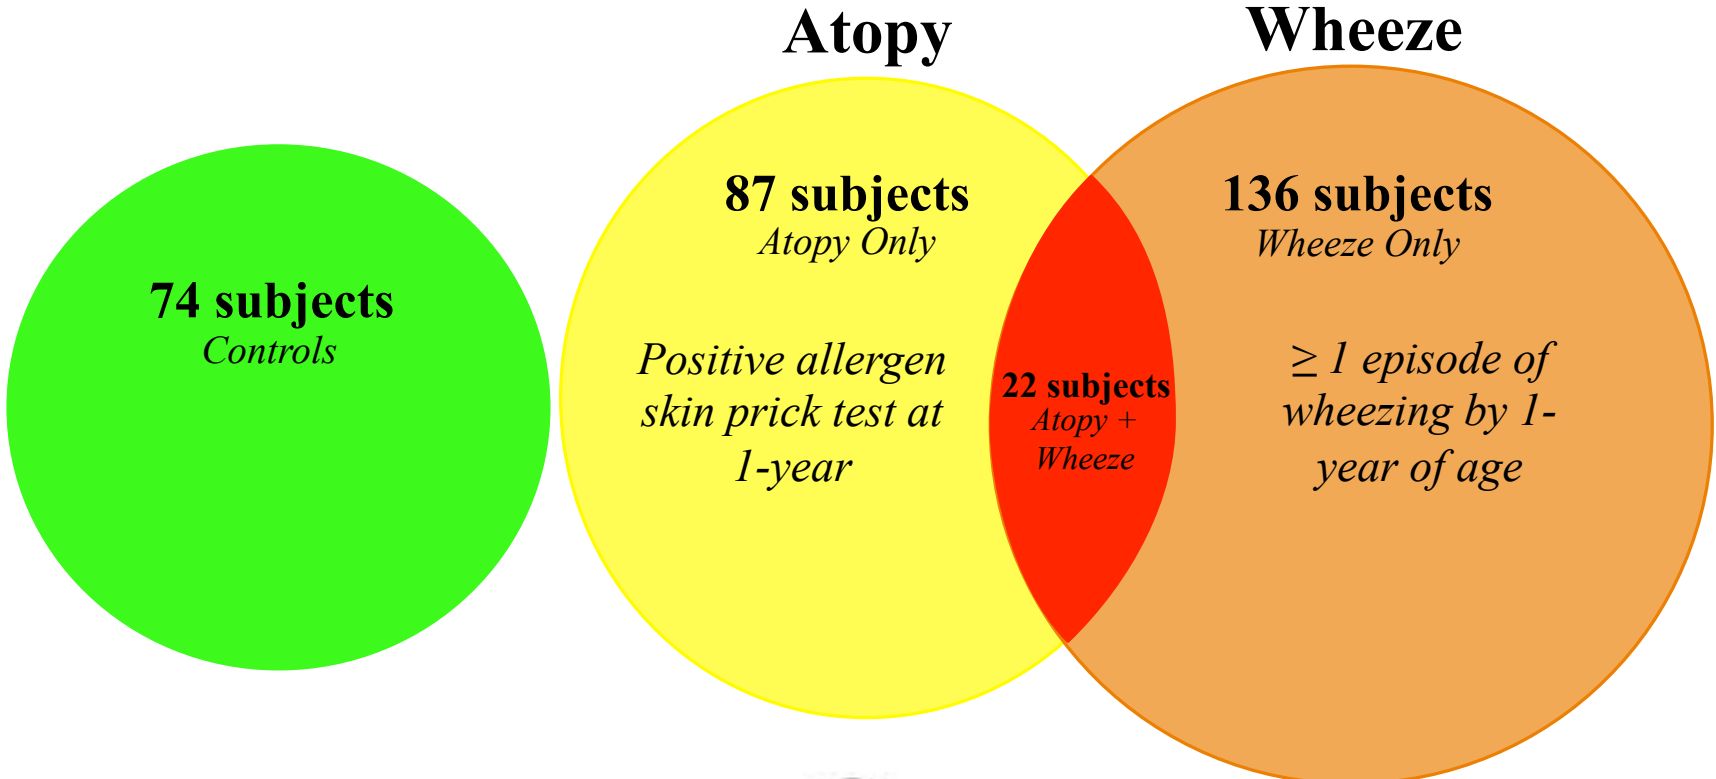 Atopy
Wheeze
74 subjects
Controls
87 subjects
Atopy Only
Positive allergen
skin prick test at
1-year
22 subjects
Atopy +
Wheeze
136 subjects
Wheeze Only
≥ 1 episode of
wheezing by 1-
year of age